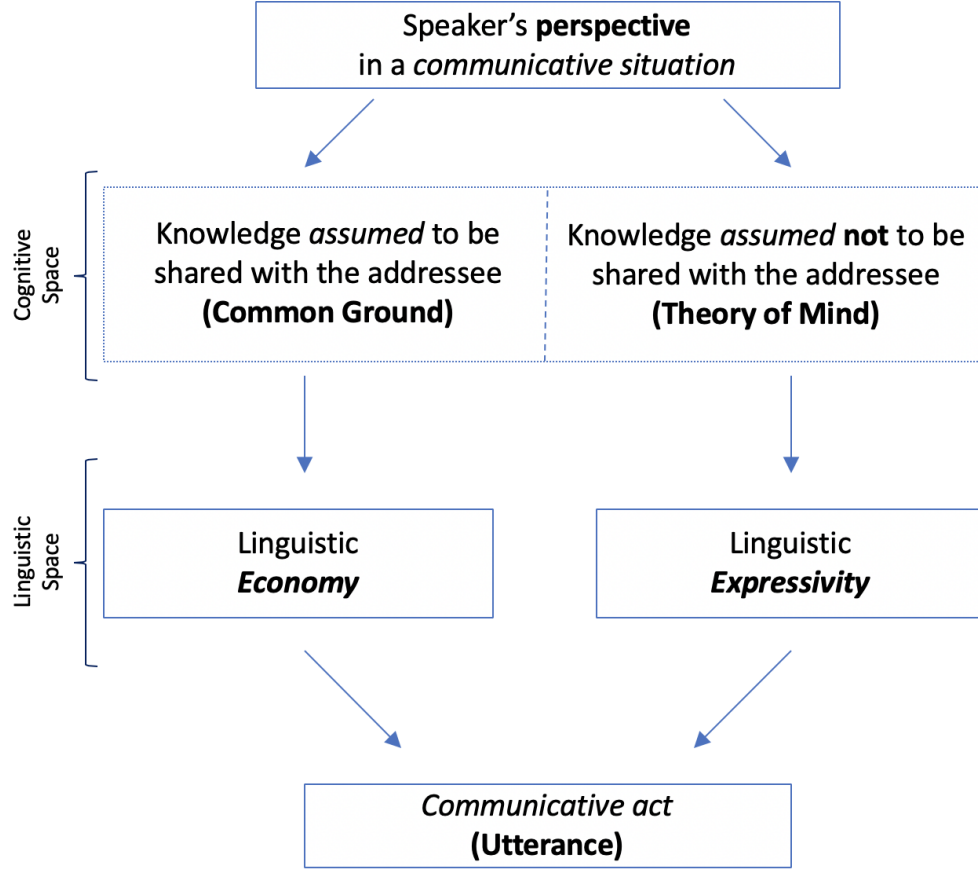 Speaker's perspective
in a communicative situation
Cognitive
Space
Knowledge assumed to be
shared with the addressee
(Common Ground)
Knowledge assumed not to be
shared with the addressee
(Theory of Mind)
Linguistic
Space
Linguistic
Economy
Linguistic
Expressivity
Communicative act
(Utterance)